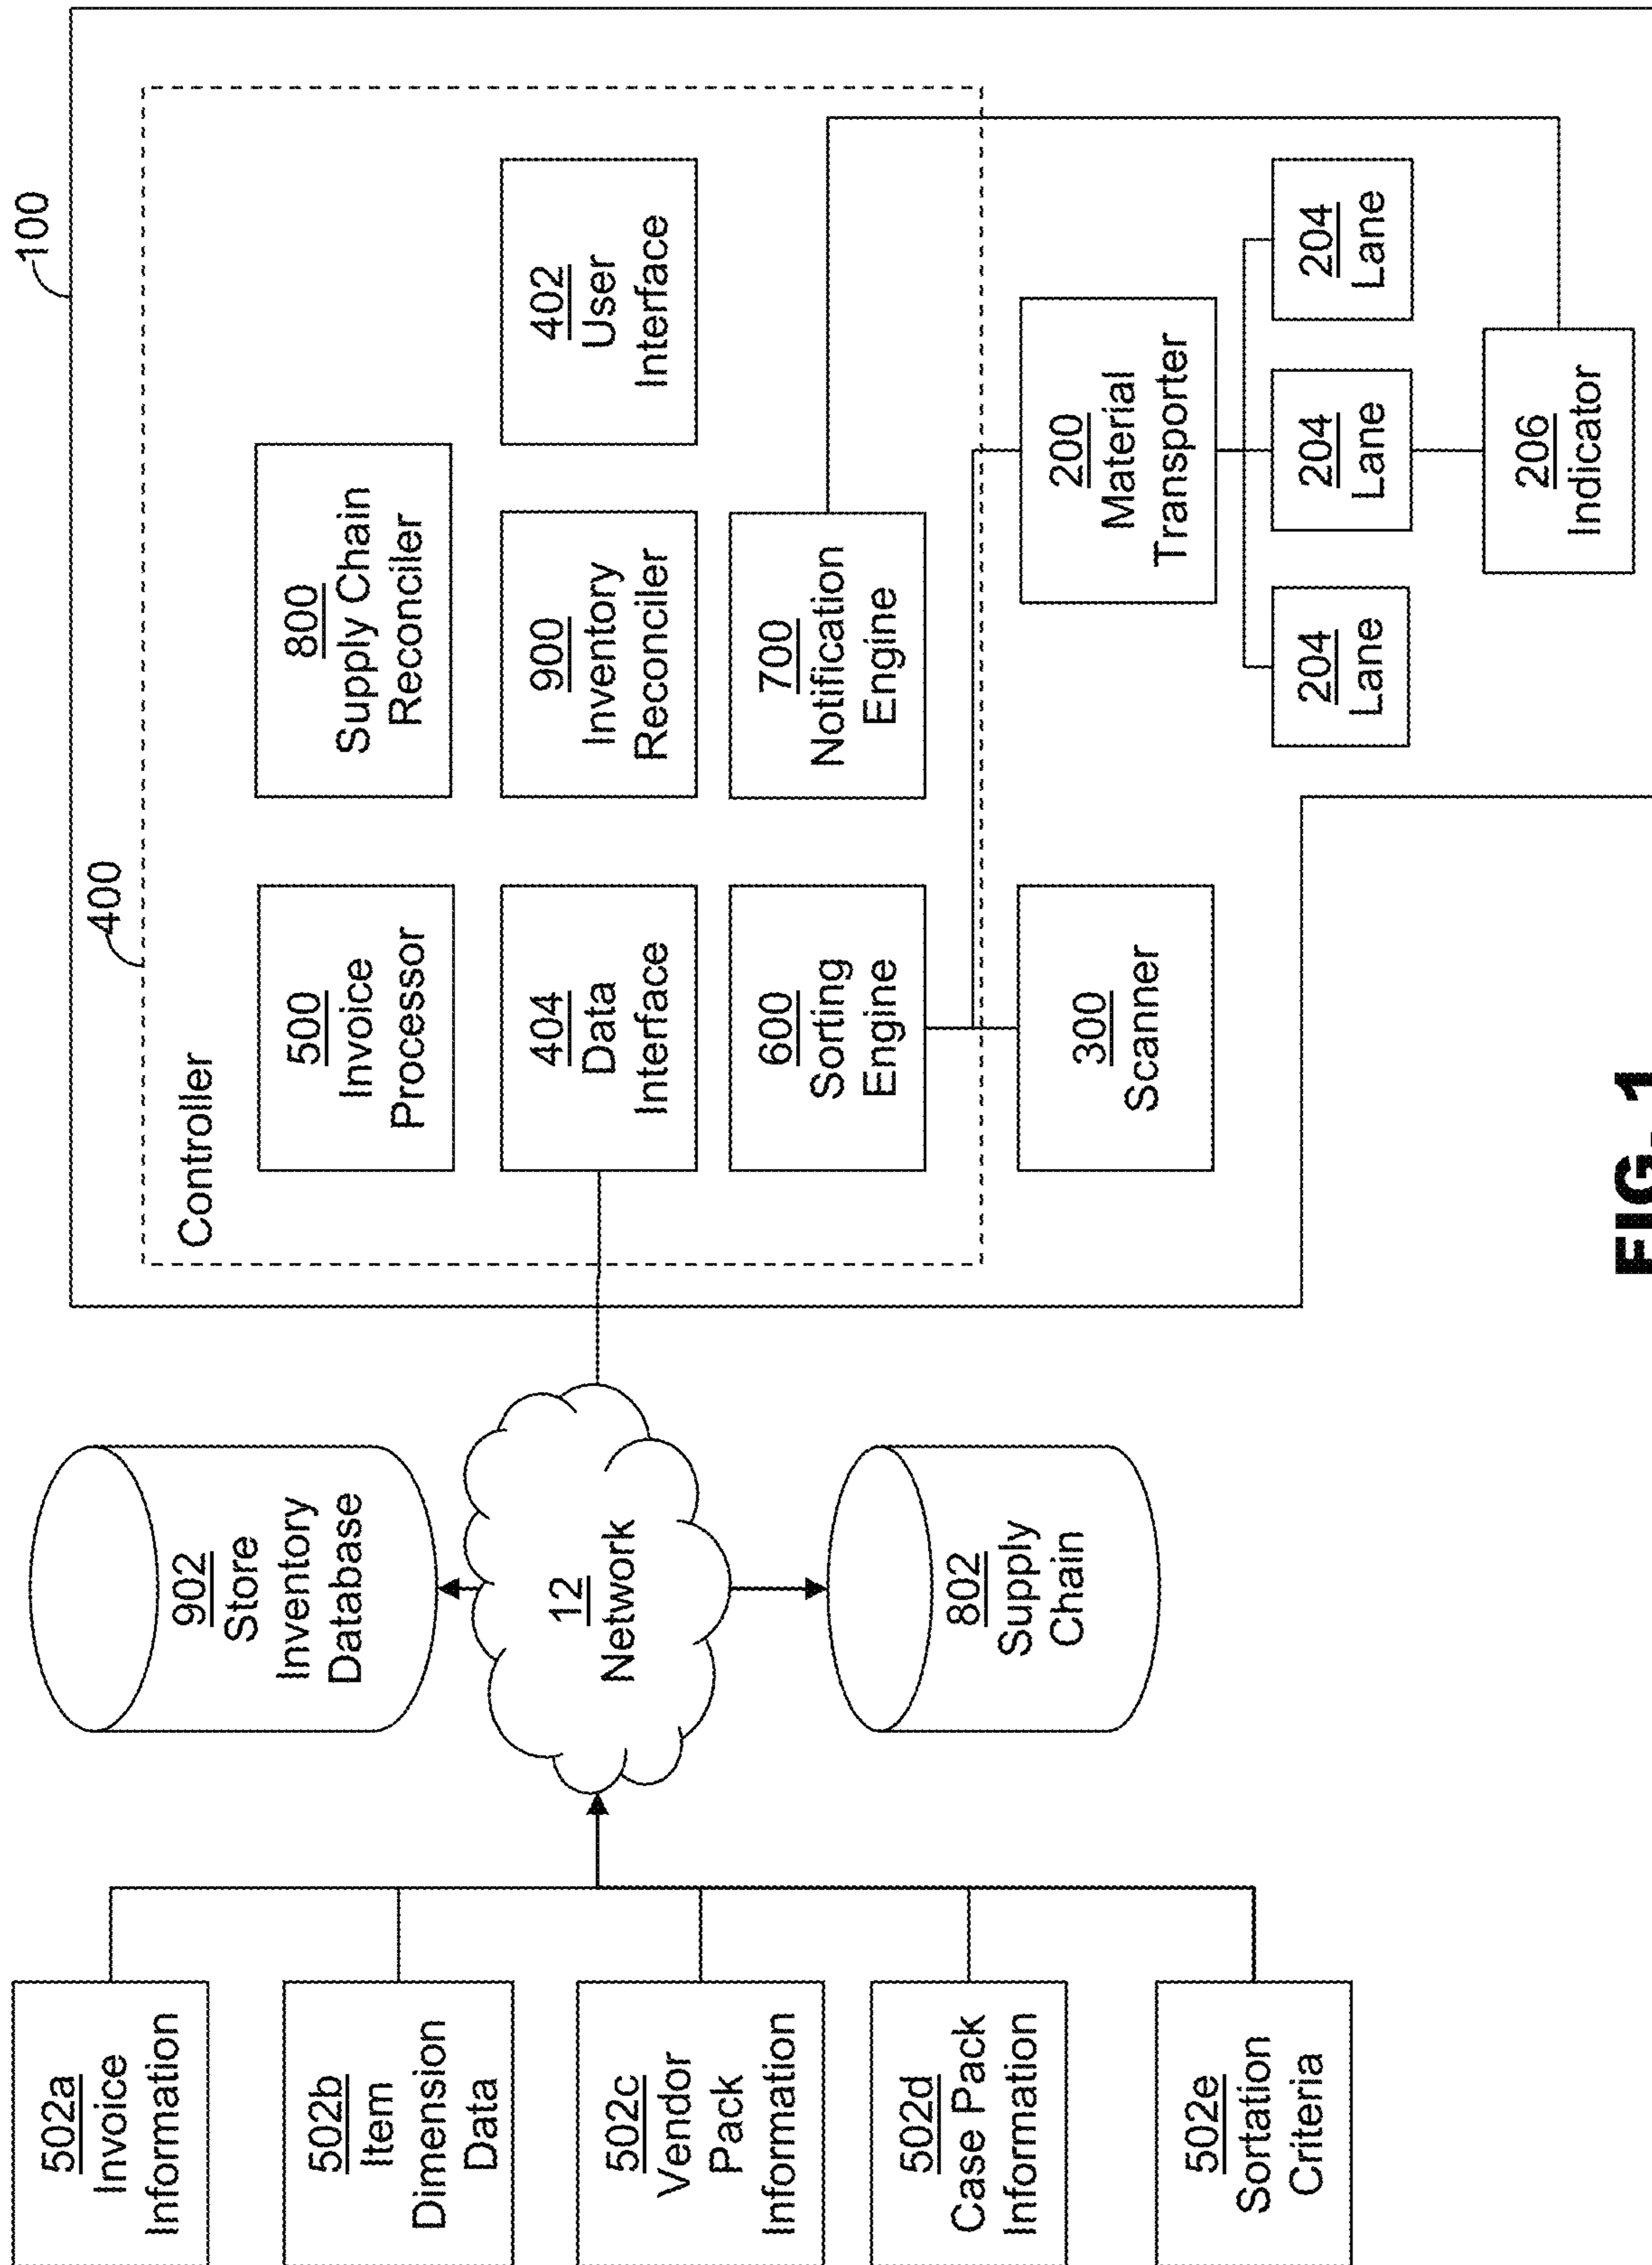 100
400
Controller
500
Invoice
Processor
800
Supply Chain
Reconciler
404
Data
Interface
900
Inventory
Reconciler
402
User
Interface
600
Sorting
Engine
700
Notification
Engine
300
Scanner
200
Material
Transporter
204
Lane
204
Lane
204
Lane
206
Indicator
902
Store
Inventory
Database
12
Network
802
Supply
Chain
502a
Invoice
Information
502b
Item
Dimension
Data
502c
Vendor
Pack
Information
502d
Case Pack
Information
502e
Sortation
Criteria
FIG. 1